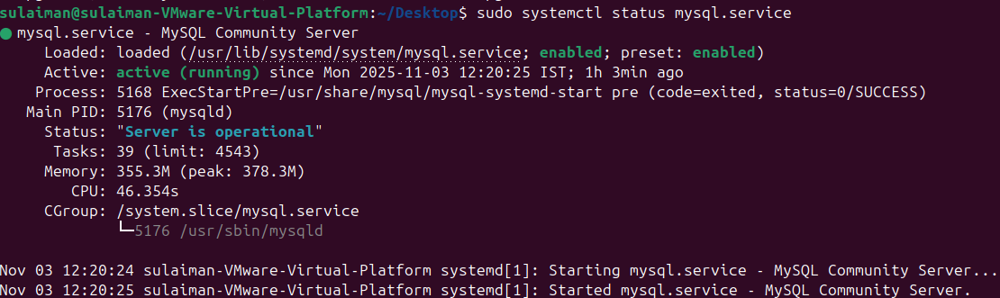 sulaiman@sulaiman-VMware-Virtual-Platform:~/Desktop$ sudo systemctl status mysql.service
● mysql.service - MySQL Community Server
Loaded: loaded (/usr/lib/systemd/system/mysql.service; enabled; preset: enabled)
Active: active (running) since Mon 2025-11-03 12:20:25 IST; 1h 3min ago
Process: 5168 ExecStartPre=/usr/share/mysql/mysql-systemd-start pre (code=exited, status=0/SUCCESS)
Main PID: 5176 (mysqld)
Status: "Server is operational"
Tasks: 39 (limit: 4543)
Memory: 355.3M (peak: 378.3M)
CPU: 46.354s
CGroup: /system.slice/mysql.service
└─5176 /usr/sbin/mysqld
Nov 03 12:20:24 sulaiman-VMware-Virtual-Platform systemd[1]: Starting mysql.service - MySQL Community Server...
Nov 03 12:20:25 sulaiman-VMware-Virtual-Platform systemd[1]: Started mysql.service - MySQL Community Server.